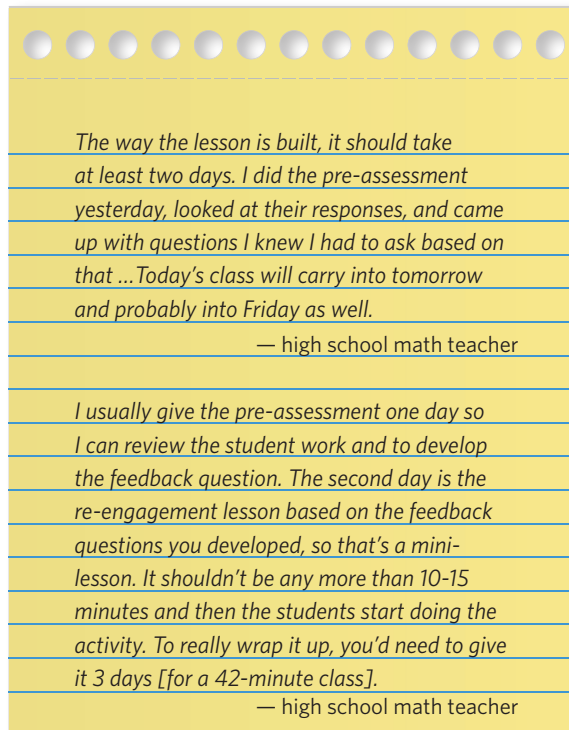 The way the lesson is built, it should take
at least two days. I did the pre-assessment
yesterday, looked at their responses, and came
up with questions I knew I had to ask based on
that ...Today's class will carry into tomorrow
and probably into Friday as well.
— high school math teacher
I usually give the pre-assessment one day so
I can review the student work and to develop
the feedback question. The second day is the
re-engagement lesson based on the feedback
questions you developed, so that's a mini-
lesson. It shouldn't be any more than 10-15
minutes and then the students start doing the
activity. To really wrap it up, you'd need to give
it 3 days [for a 42-minute class].
— high school math teacher